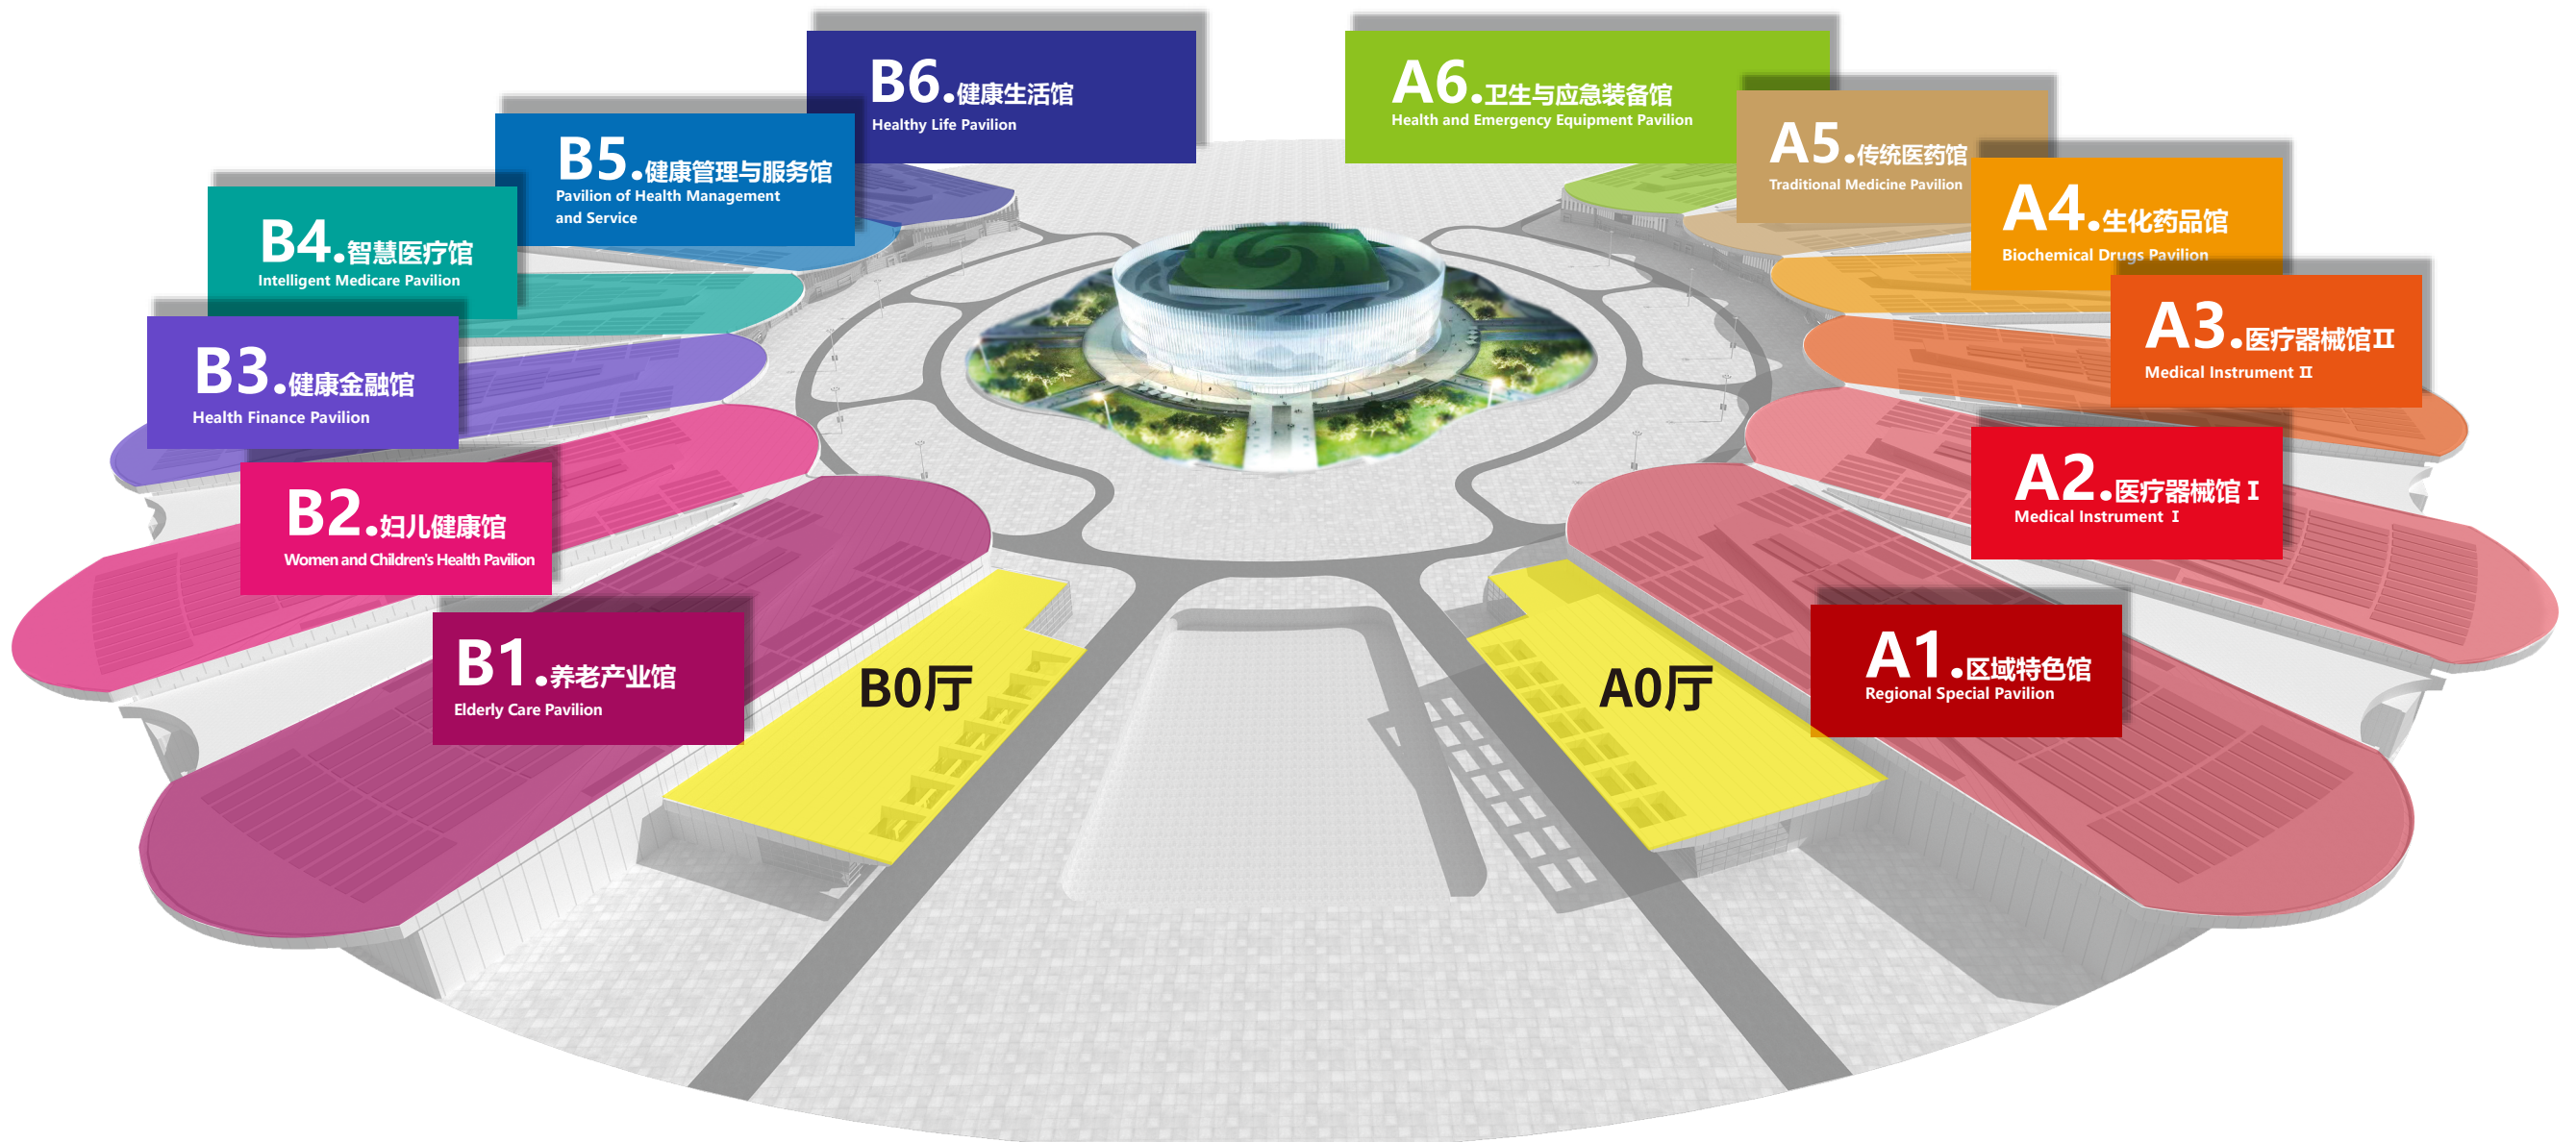 B6.健康生活馆
Healthy Life Pavilion
A6.卫生与应急装备馆
Health and Emergency Equipment Pavilion
B5.健康管理与服务馆
Pavilion of Health Management
and Service
A5.传统医药馆
Traditional Medicine Pavilion
B4.智慧医疗馆
Intelligent Medicare Pavilion
A4.生化药品馆
Biochemical Drugs Pavilion
B3.健康金融馆
Health Finance Pavilion
A3.医疗器械馆Ⅱ
Medical Instrument Ⅱ
B2.妇儿健康馆
Women and Children's Health Pavilion
A2.医疗器械馆Ⅰ
Medical Instrument Ⅰ
B1.养老产业馆
Elderly Care Pavilion
B0厅
A0厅
A1.区域特色馆
Regional Special Pavilion